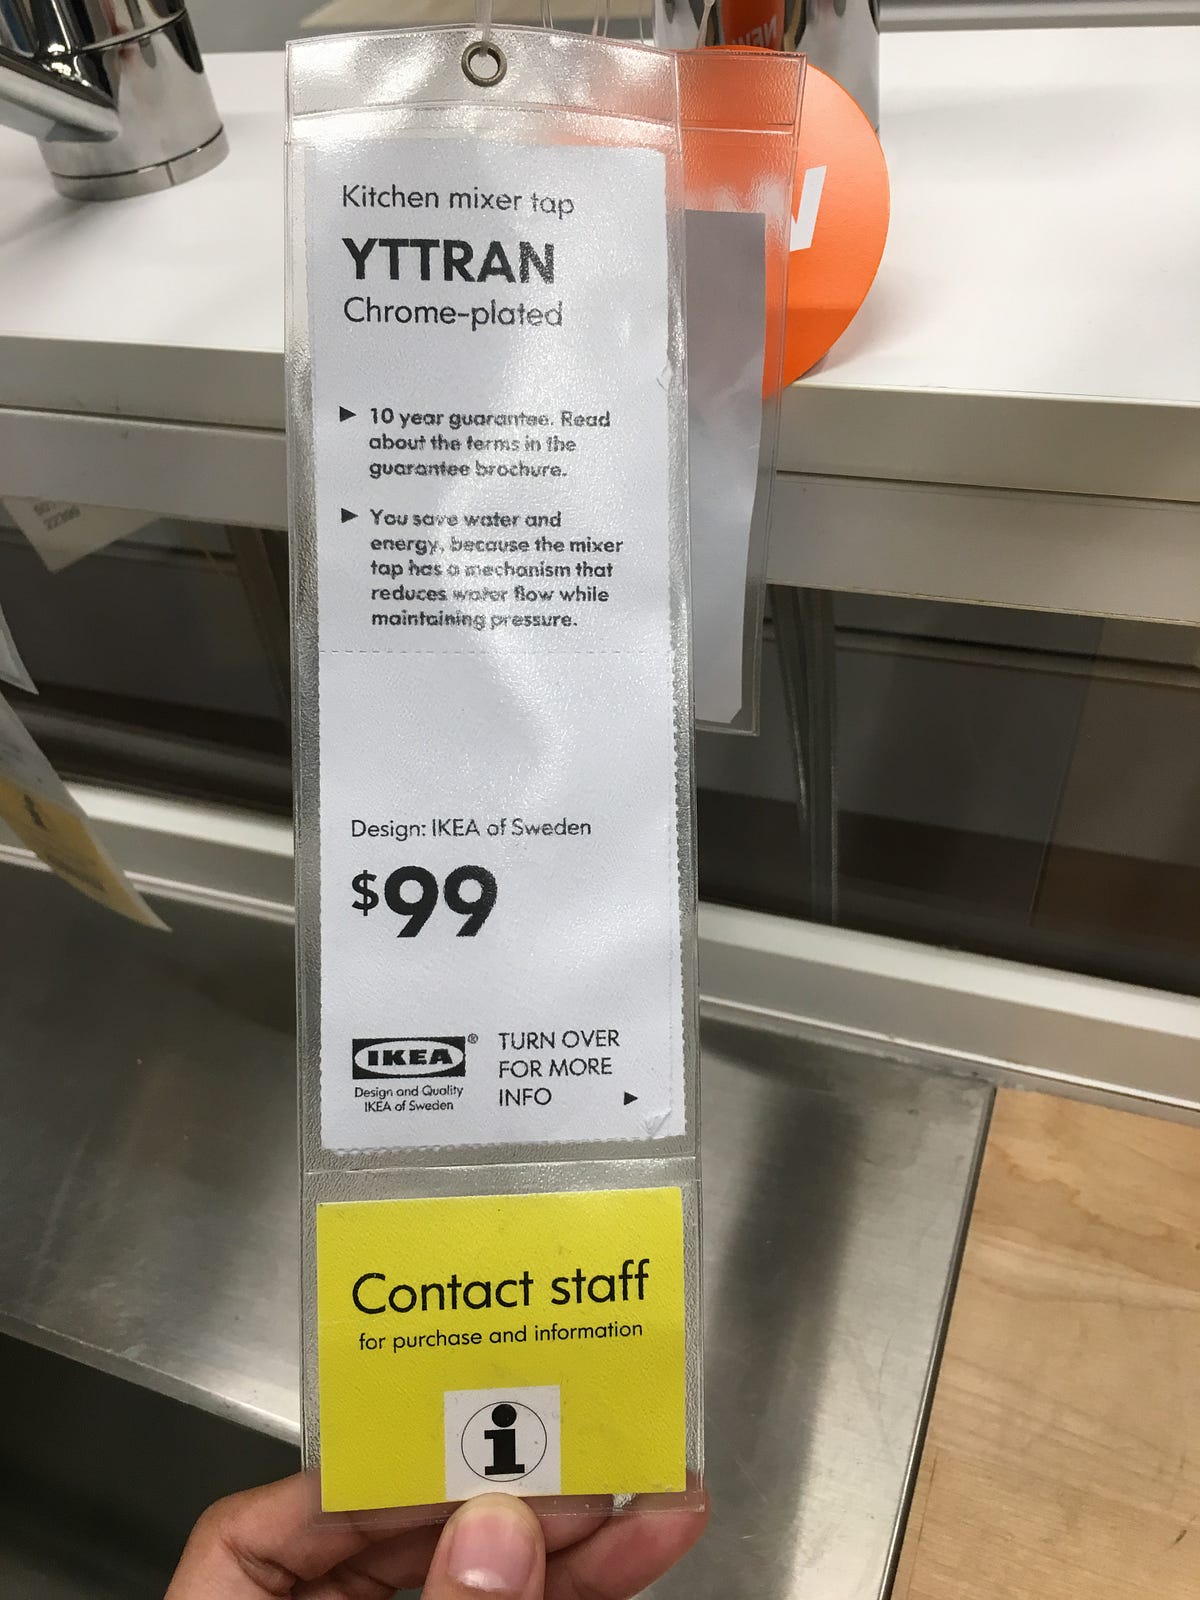 Kitchen mixer tap
YTTRAN
Chrome-plated
► 10 year guarantee. Read
about the terms in the
guarantee brochure.
► You save water and
energy, because the mixer
tap has a mechanism that
reduces water flow while
maintaining pressure.
Design: IKEA of Sweden
$99
IKEA®
Design and Quality
IKEA of Sweden
TURN OVER
FOR MORE
INFO ►
Contact staff
for purchase and information
i